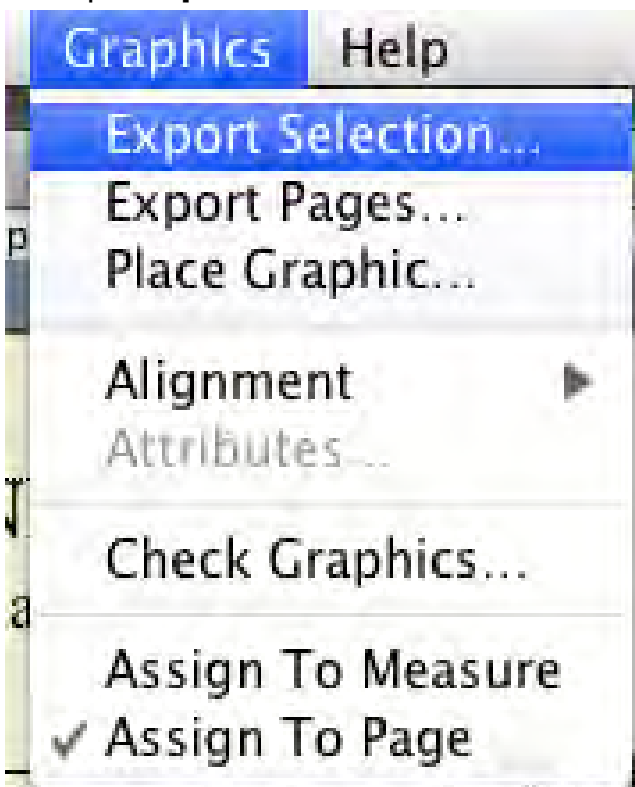 Graphics Help
Export Selection...
Export Pages...
Place Graphic...
Alignment
Attributes...
Check Graphics...
Assign To Measure
Assign To Page